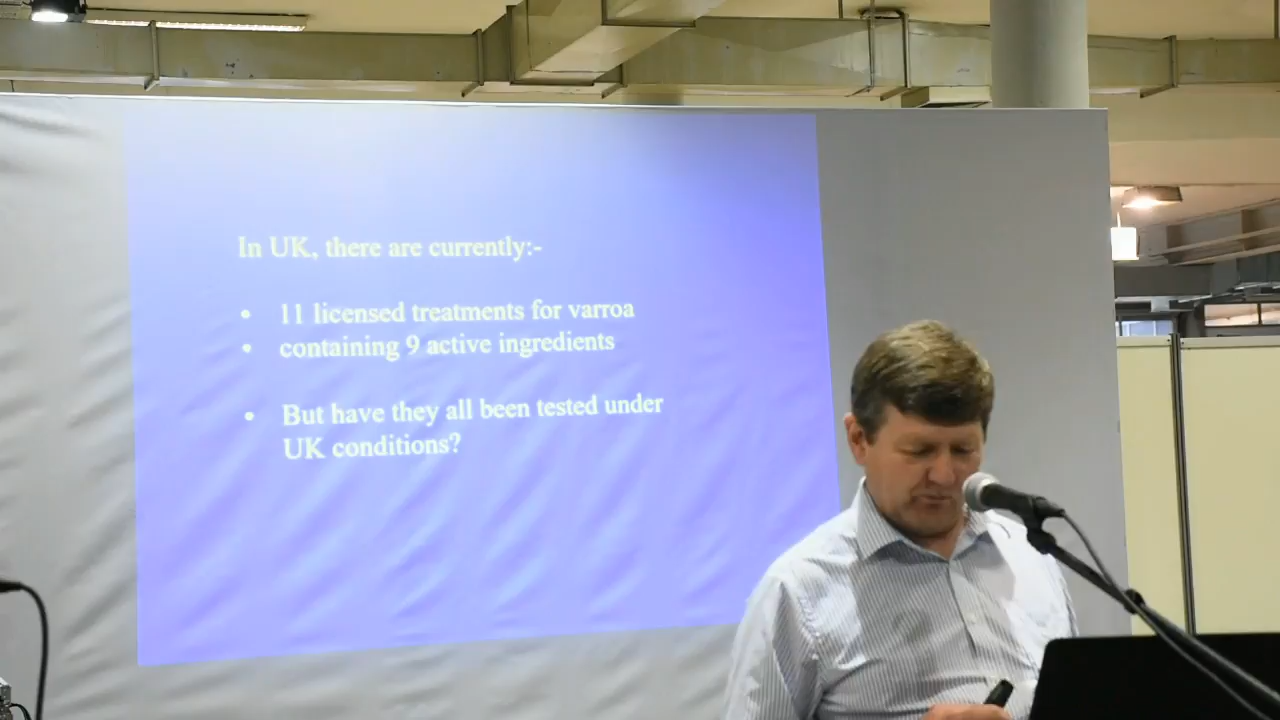 In UK, there are currently:-
• 11 licensed treatments for varroa
• containing 9 active ingredients
• But have they all been tested under
UK conditions?